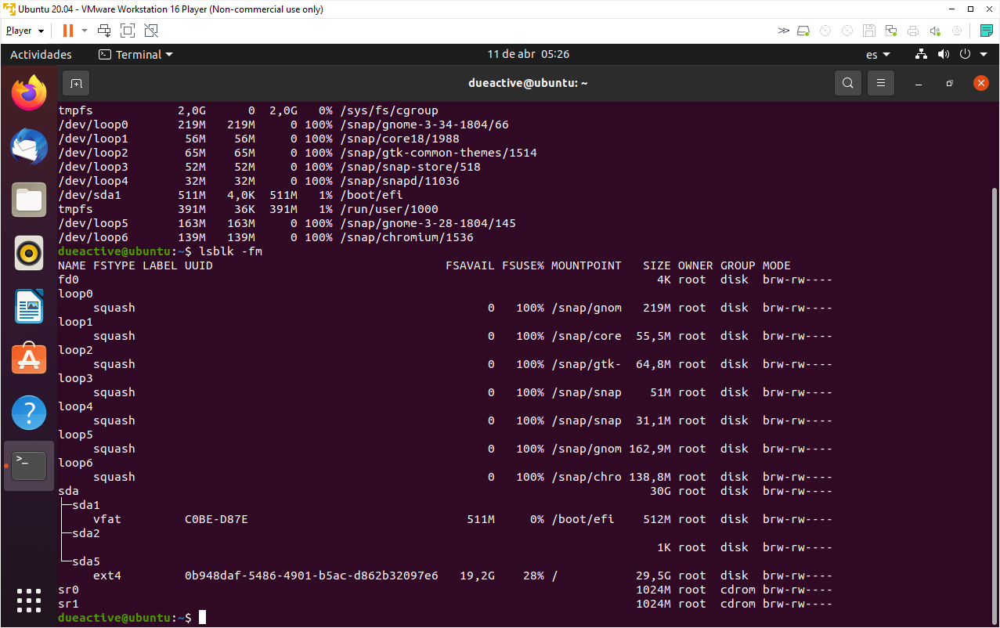 Ubuntu 20.04 - VMware Workstation 16 Player (Non-commercial use only)
Player
Actividades Terminal 11 de abr 05:26 es
dueactive@ubuntu: ~
tmpfs 2,0G 0 2,0G 0% /sys/fs/cgroup
/dev/loop0 219M 219M 0 100% /snap/gnome-3-34-1804/66
/dev/loop1 56M 56M 0 100% /snap/core18/1988
/dev/loop2 65M 65M 0 100% /snap/gtk-common-themes/1514
/dev/loop3 52M 52M 0 100% /snap/snap-store/518
/dev/loop4 32M 32M 0 100% /snap/snapd/11036
/dev/sda1 511M 4,0K 511M 1% /boot/efi
tmpfs 391M 36K 391M 1% /run/user/1000
/dev/loop5 163M 163M 0 100% /snap/gnome-3-28-1804/145
/dev/loop6 139M 139M 0 100% /snap/chromium/1536
dueactive@ubuntu:~$ lsblk -fm
NAME FSTYPE LABEL UUID FSAVAIL FSUSE% MOUNTPOINT SIZE OWNER GROUP MODE
fd0 4K root disk brw-rw----
loop0
squash 0 100% /snap/gnom 219M root disk brw-rw----
loop1
squash 0 100% /snap/core 55,5M root disk brw-rw----
loop2
squash 0 100% /snap/gtk- 64,8M root disk brw-rw----
loop3
squash 0 100% /snap/snap 51M root disk brw-rw----
loop4
squash 0 100% /snap/snap 31,1M root disk brw-rw----
loop5
squash 0 100% /snap/gnom 162,9M root disk brw-rw----
loop6
squash 0 100% /snap/chro 138,8M root disk brw-rw----
sda 30G root disk brw-rw----
├─sda1
vfat C0BE-D87E 511M 0% /boot/efi 512M root disk brw-rw----
├─sda2
1K root disk brw-rw----
└─sda5
ext4 0b948daf-5486-4901-b5ac-d862b32097e6 19,2G 28% / 29,5G root disk brw-rw----
sr0 1024M root cdrom brw-rw----
sr1 1024M root cdrom brw-rw----
dueactive@ubuntu:~$